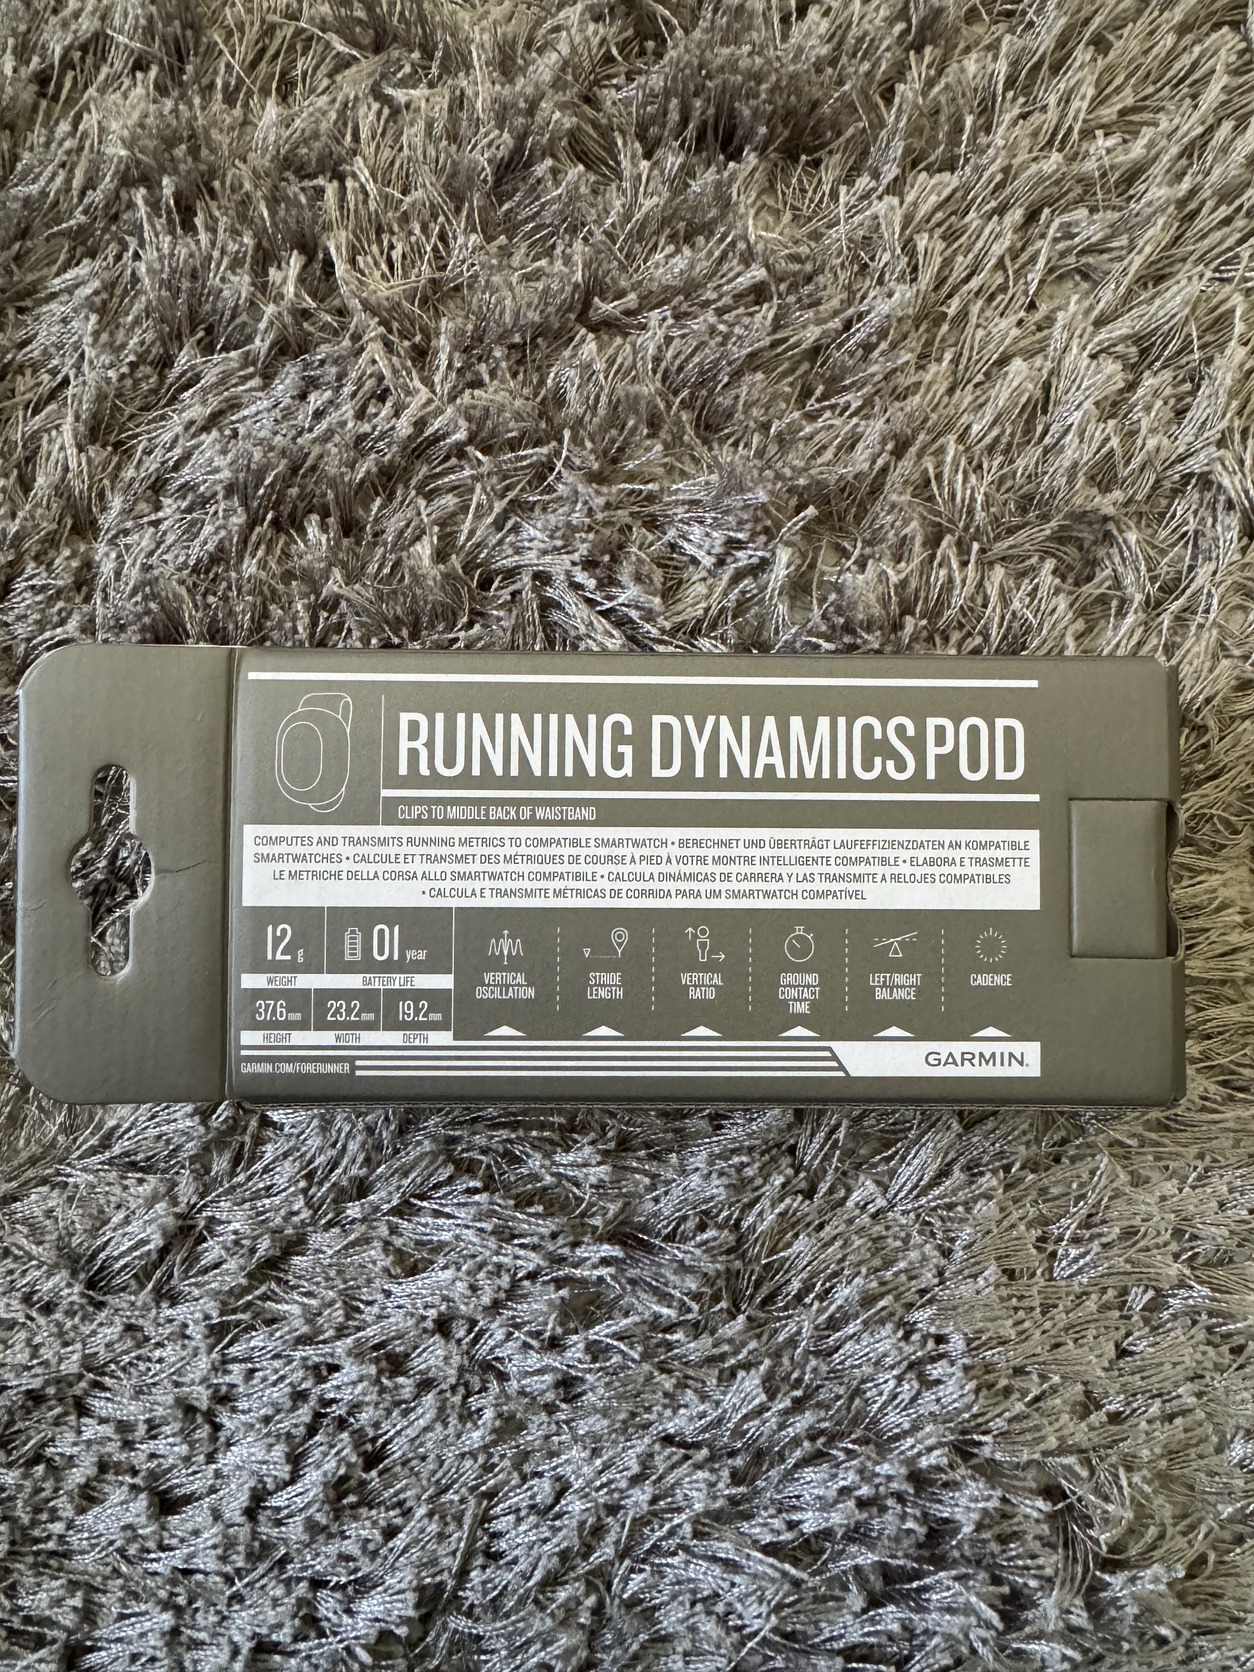 RUNNING DYNAMICS POD
CLIPS TO MIDDLE BACK OF WAISTBAND
COMPUTES AND TRANSMITS RUNNING METRICS TO COMPATIBLE SMARTWATCH • BERECHNET UND ÜBERTRÄGT LAUFEFFIZIENZDATEN AN KOMPATIBLE
SMARTWATCHES • CALCULE ET TRANSMET DES MÉTRIQUES DE COURSE À PIED À VOTRE MONTRE INTELLIGENTE COMPATIBLE • ELABORA E TRASMETTE
LE METRICHE DELLA CORSA ALLO SMARTWATCH COMPATIBILE • CALCULA DINÁMICAS DE CARRERA Y LAS TRANSMITE A RELOJES COMPATIBLES
• CALCULA E TRANSMITE MÉTRICAS DE CORRIDA PARA UM SMARTWATCH COMPATÍVEL
12 g
WEIGHT
01 year
BATTERY LIFE
37.6 mm
HEIGHT
23.2 mm
WIDTH
19.2 mm
DEPTH
VERTICAL
OSCILLATION
STRIDE
LENGTH
VERTICAL
RATIO
GROUND
CONTACT
TIME
LEFT/RIGHT
BALANCE
CADENCE
GARMIN.COM/FORERUNNER
GARMIN®